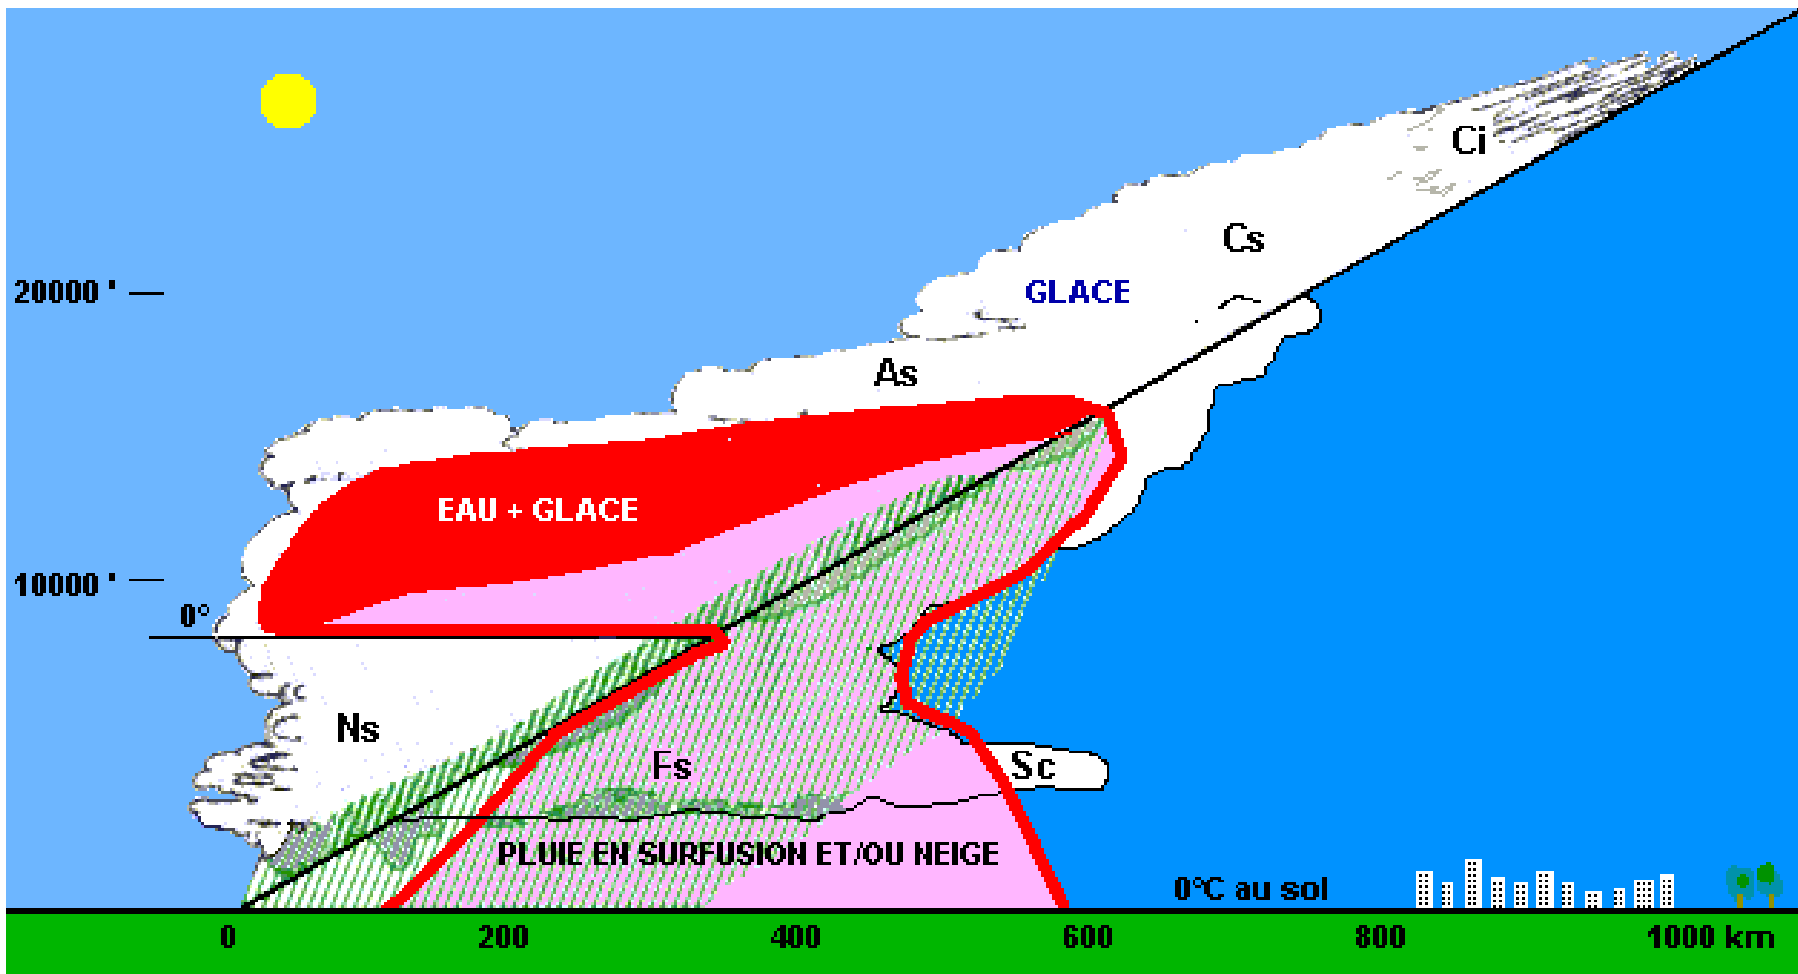 Ci
Cs
20000 '
GLACE
As
EAU + GLACE
10000 '
0°
Ns
Fs
Sc
PLUIE EN SURFUSION ET/OU NEIGE
0°C au sol
0 200 400 600 800 1000 km